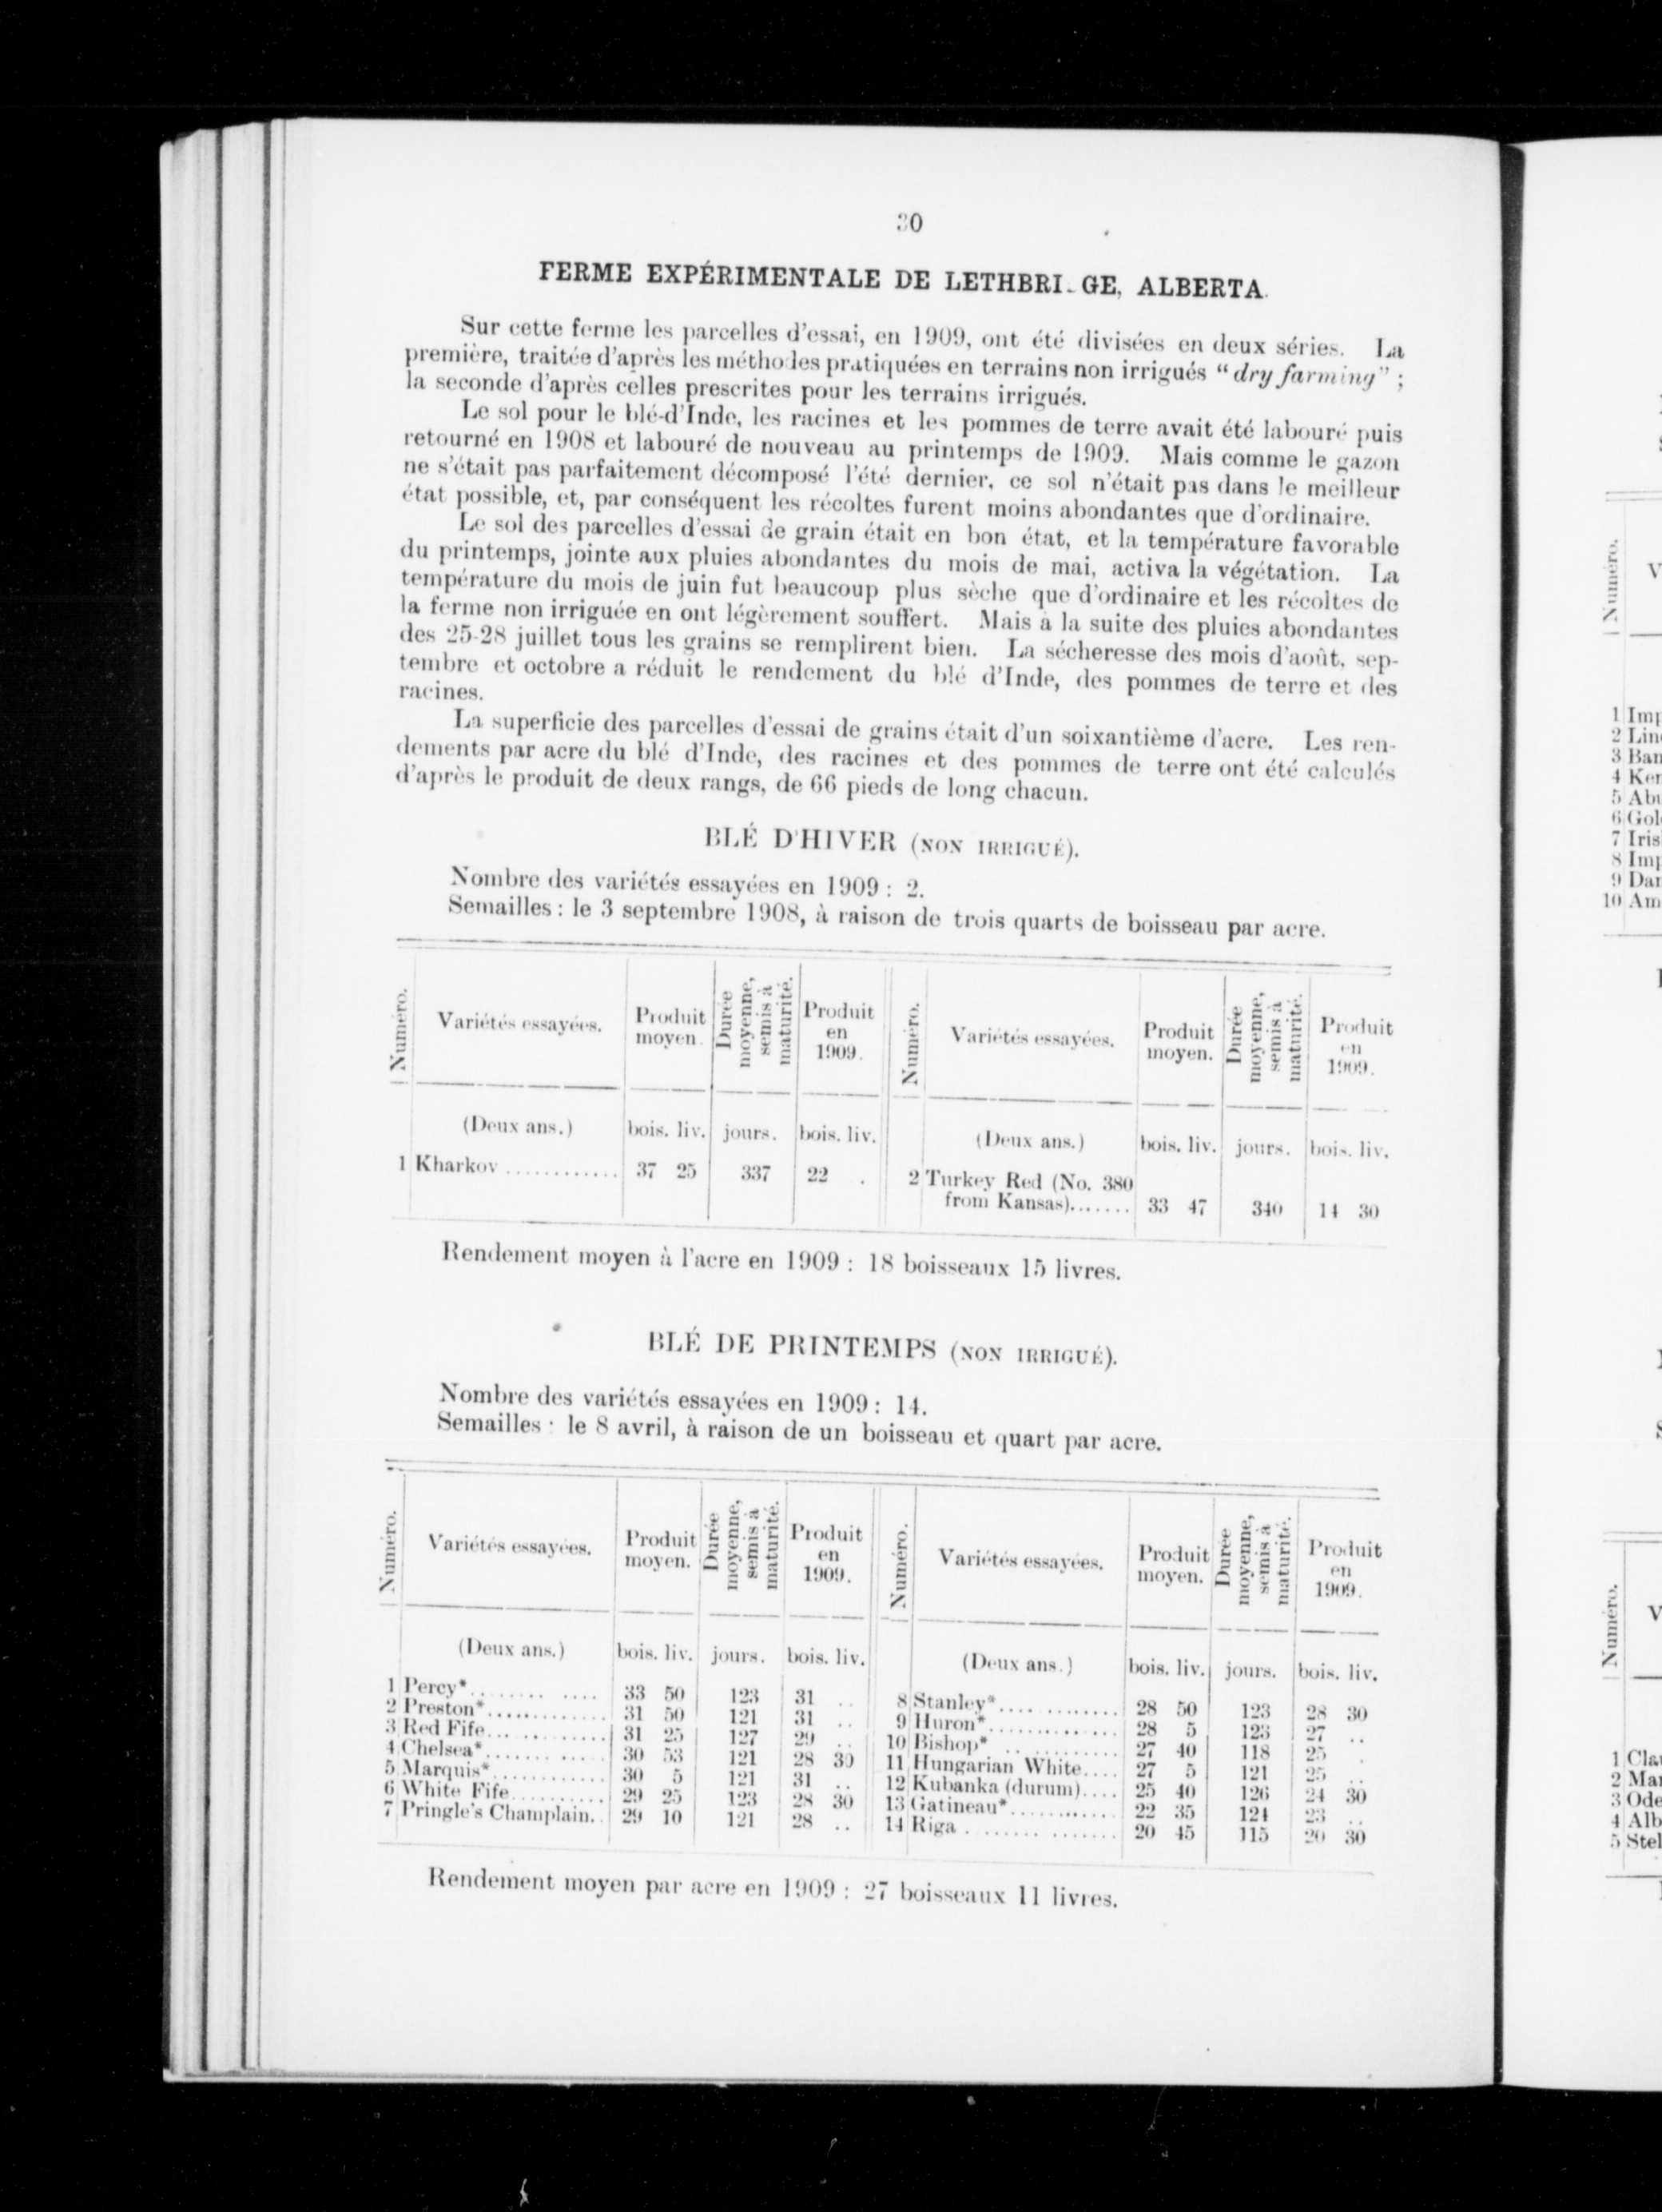 30
FERME EXPÉRIMENTALE DE LETHBRI GE, ALBERTA.
Sur cette ferme les parcelles d'essai, en 1909, ont été divisées en deux séries. La
première, traitée d'après les méthodes pratiquées en terrains non irrigués "dry farming" ;
la seconde d'après celles prescrites pour les terrains irrigués.
Le sol pour le blé-d'Inde, les racines et les pommes de terre avait été labouré puis
retourné en 1908 et labouré de nouveau au printemps de 1909. Mais comme le gazon
ne s'était pas parfaitement décomposé l'été dernier, ce sol n'était pas dans le meilleur
état possible, et, par conséquent les récoltes furent moins abondantes que d'ordinaire.
Le sol des parcelles d'essai de grain était en bon état, et la température favorable
du printemps, jointe aux pluies abondantes du mois de mai, activa la végétation. La
température du mois de juin fut beaucoup plus sèche que d'ordinaire et les récoltes de
la ferme non irriguée en ont légèrement souffert. Mais à la suite des pluies abondantes
des 25-28 juillet tous les grains se remplirent bien. La sécheresse des mois d'août, sep-
tembre et octobre a réduit le rendement du blé d'Inde, des pommes de terre et des
racines.
La superficie des parcelles d'essai de grains était d'un soixantième d'acre. Les ren-
dements par acre du blé d'Inde, des racines et des pommes de terre ont été calculés
d'après le produit de deux rangs, de 66 pieds de long chacun.
BLÉ D'HIVER (NON IRRIGUÉ).
Nombre des variétés essayées en 1909 : 2.
Semailles : le 3 septembre 1908, à raison de trois quarts de boisseau par acre.
Numéro. Variétés essayées. Produit moyen. Durée moyenne, semis à maturité. Produit en 1909. Numéro. Variétés essayées. Produit moyen. Durée moyenne, semis à maturité. Produit en 1909.
(Deux ans.) bois. liv. jours. bois. liv. (Deux ans.) bois. liv. jours. bois. liv.
1 Kharkov ............ 37 25 337 22 . 2 Turkey Red (No. 380
from Kansas)....... 33 47 340 14 30
Rendement moyen à l'acre en 1909 : 18 boisseaux 15 livres.
BLÉ DE PRINTEMPS (NON IRRIGUÉ).
Nombre des variétés essayées en 1909 : 14.
Semailles : le 8 avril, à raison de un boisseau et quart par acre.
Numéro. Variétés essayées. Produit moyen. Durée moyenne, semis à maturité. Produit en 1909. Numéro. Variétés essayées. Produit moyen. Durée moyenne, semis à maturité. Produit en 1909.
(Deux ans.) bois. liv. jours. bois. liv. (Deux ans.) bois. liv. jours. bois. liv.
1 Percy*........ .... 33 50 123 31 .. 8 Stanley*............. 28 50 123 28 30
2 Preston*............. 31 50 121 31 .. 9 Huron*.............. 28 5 123 27 ..
3 Red Fife............. 31 25 127 29 .. 10 Bishop* .. .......... 27 40 118 25 .
4 Chelsea*............. 30 53 121 28 30 11 Hungarian White.... 27 5 121 25 ..
5 Marquis*............ 30 5 121 31 .. 12 Kubanka (durum).... 25 40 126 24 30
6 White Fife.......... 29 25 123 28 30 13 Gatineau*........... 22 35 124 23 ..
7 Pringle's Champlain.. 29 10 121 28 .. 14 Riga ........ ....... 20 45 115 20 30
Rendement moyen par acre en 1909 : 27 boisseaux 11 livres.
Numéro.
1 
2 
3 
4 
5 
6 
7 
8 
9 
10 
Numéro.
1 
2 
3 
4 
5